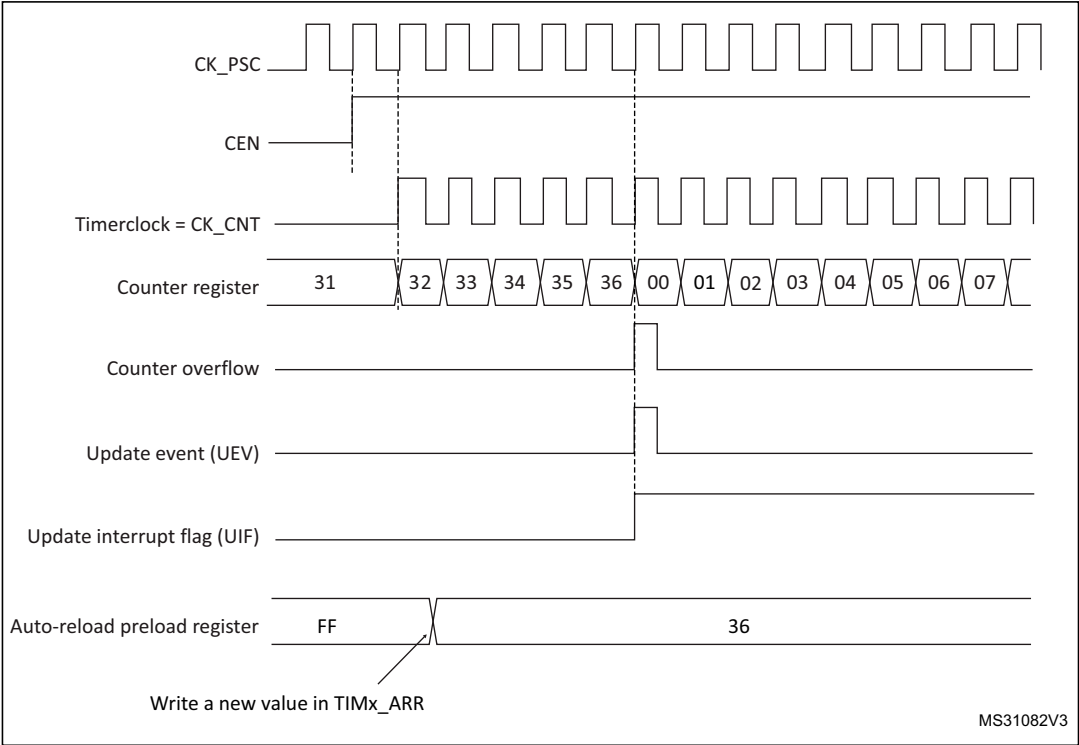 CK_PSC
CEN
Timerclock = CK_CNT
Counter register 31 32 33 34 35 36 00 01 02 03 04 05 06 07
Counter overflow
Update event (UEV)
Update interrupt flag (UIF)
Auto-reload preload register FF 36
Write a new value in TIMx_ARR
MS31082V3